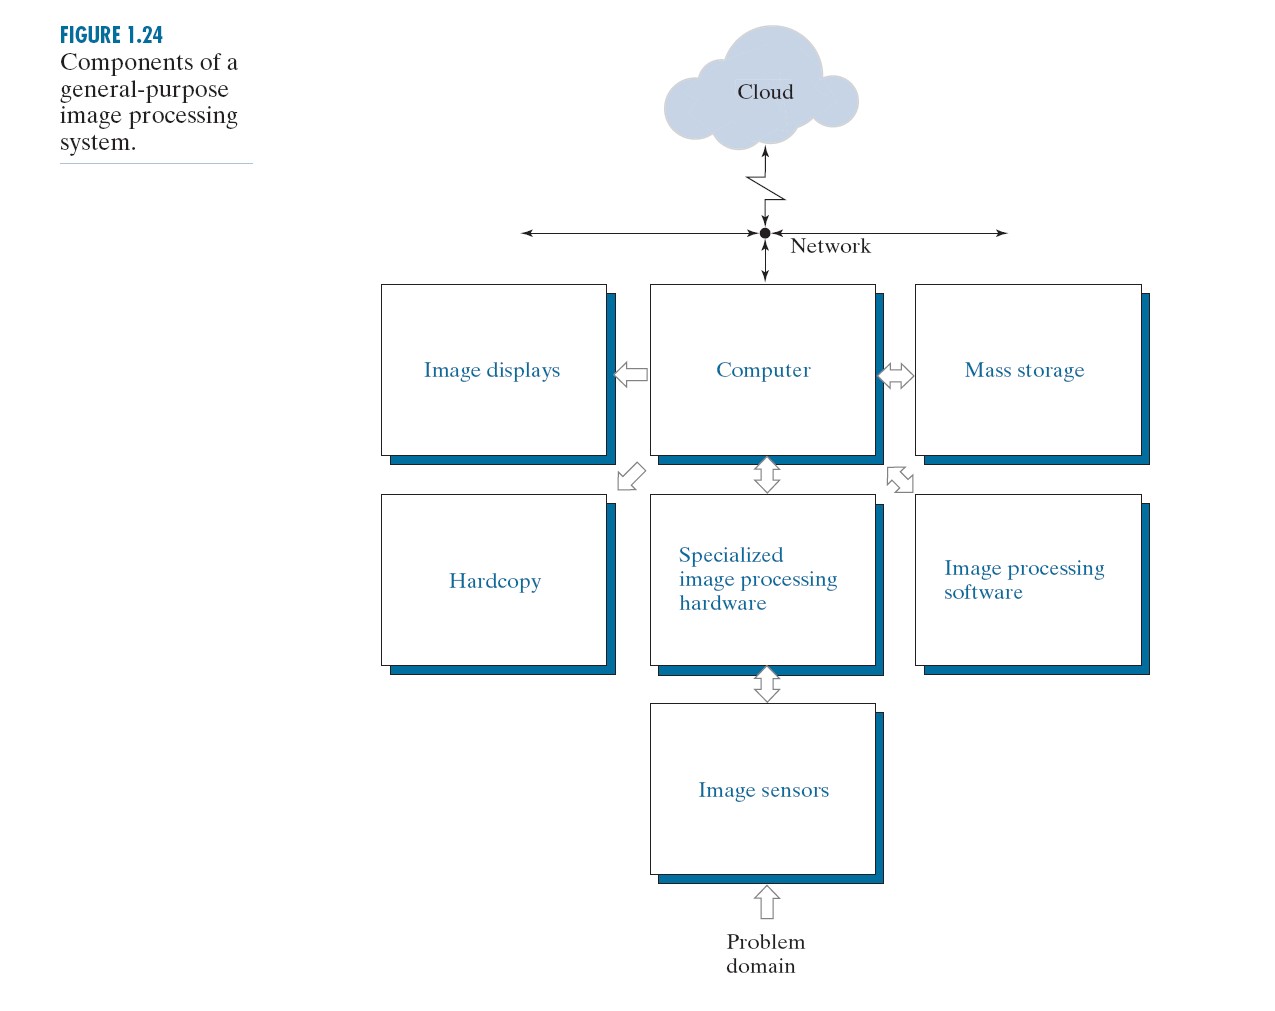 FIGURE 1.24
Components of a
general-purpose
image processing
system.
Cloud
Network
Image displays
Computer
Mass storage
Hardcopy
Specialized
image processing
hardware
Image processing
software
Image sensors
Problem
domain